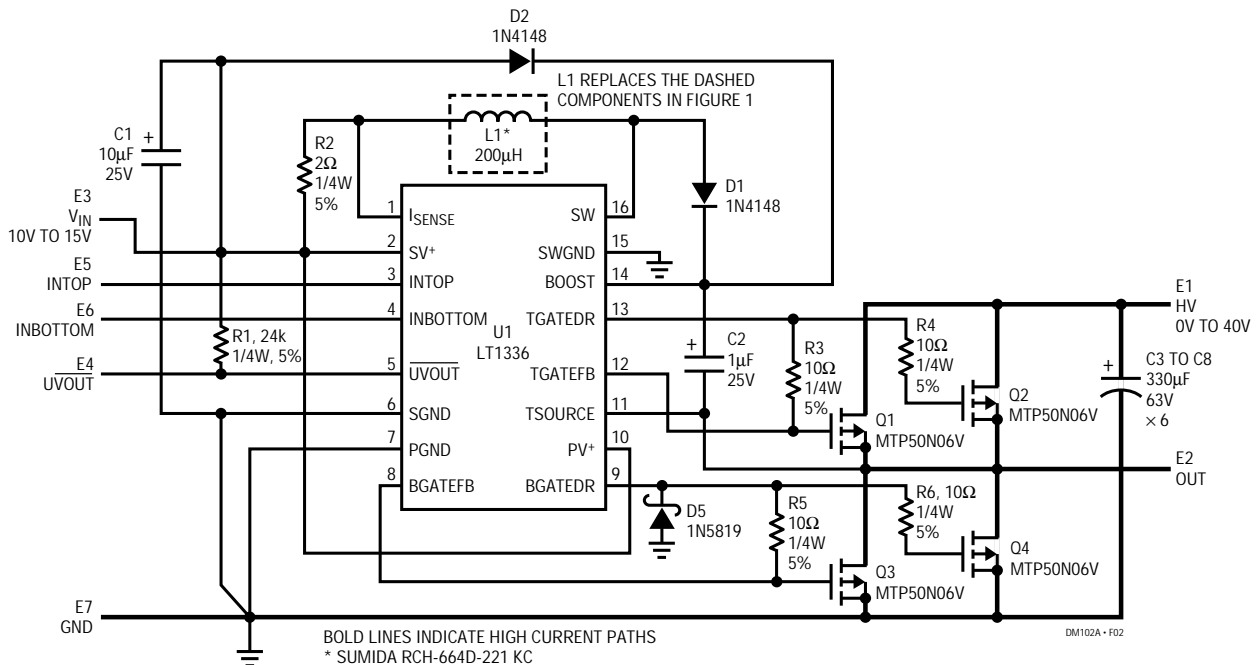 D2
1N4148
L1 REPLACES THE DASHED
COMPONENTS IN FIGURE 1
C1
10µF
25V
+
R2
2Ω
1/4W
5%
L1*
200µH
D1
1N4148
E3
VIN
10V TO 15V
E5
INTOP
E6
INBOTTOM
E4
UVOUT
R1, 24k
1/4W, 5%
1 ISENSE
2 SV+
3 INTOP
4 INBOTTOM
5 UVOUT
6 SGND
7 PGND
8 BGATEFB
U1
LT1336
SW 16
SWGND 15
BOOST 14
TGATEDR 13
TGATEFB 12
TSOURCE 11
PV+ 10
BGATEDR 9
C2
1µF
25V
+
R3
10Ω
1/4W
5%
R4
10Ω
1/4W
5%
Q1
MTP50N06V
Q2
MTP50N06V
E1
HV
0V TO 40V
+
C3 TO C8
330µF
63V
× 6
E2
OUT
D5
1N5819
R5
10Ω
1/4W
5%
R6, 10Ω
1/4W
5%
Q3
MTP50N06V
Q4
MTP50N06V
E7
GND
BOLD LINES INDICATE HIGH CURRENT PATHS
* SUMIDA RCH-664D-221 KC
DM102A • F02